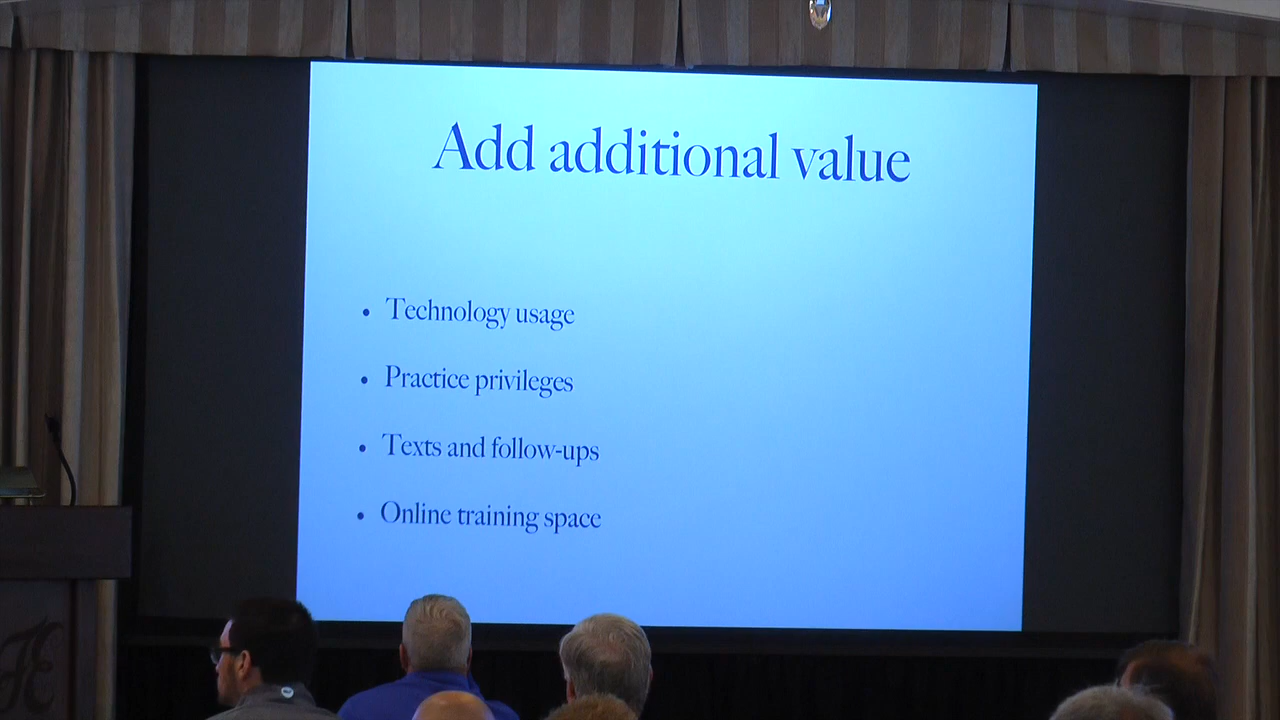 Add additional value
• Technology usage
• Practice privileges
• Texts and follow-ups
• Online training space